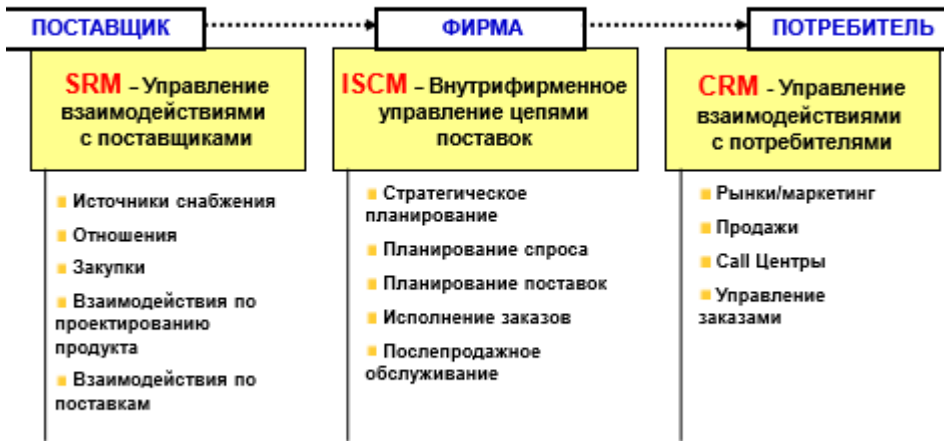 ПОСТАВЩИК
ФИРМА
ПОТРЕБИТЕЛЬ
SRM – Управление
взаимодействиями
с поставщиками
Источники снабжения
Отношения
Закупки
Взаимодействия по
проектированию
продукта
Взаимодействия по
поставкам
ISCM – Внутрифирменное
управление цепями
поставок
Стратегическое
планирование
Планирование спроса
Планирование поставок
Исполнение заказов
Послепродажное
обслуживание
CRM - Управление
взаимодействиями
с потребителями
Рынки/маркетинг
Продажи
Call Центры
Управление
заказами